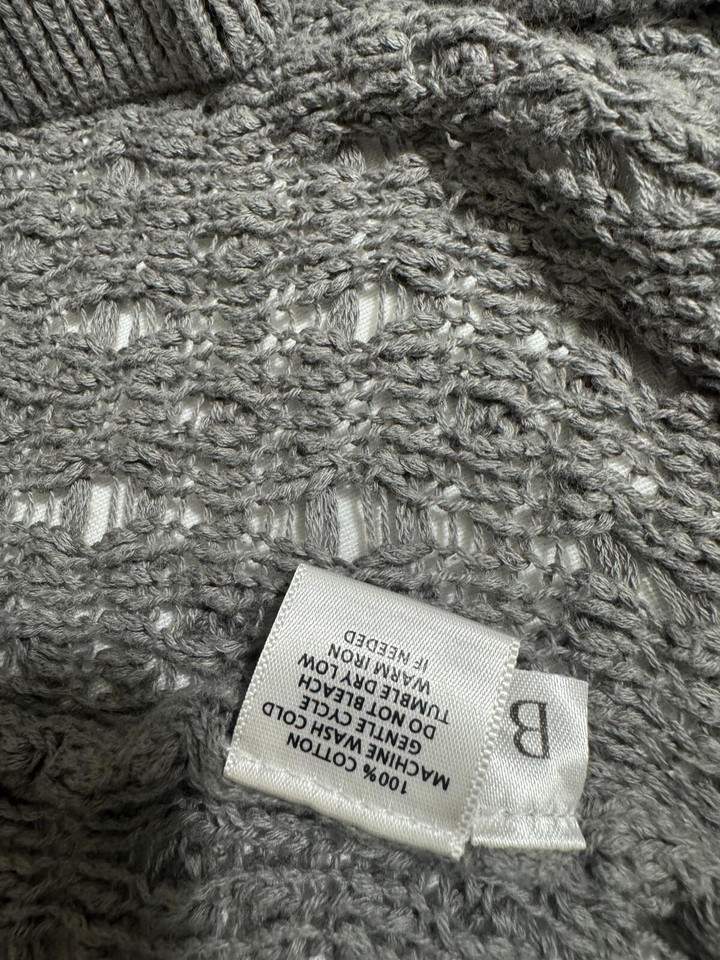 100% COTTON
MACHINE WASH COLD
GENTLE CYCLE
DO NOT BLEACH
TUMBLE DRY LOW
WARM IRON
IF NEEDED
B